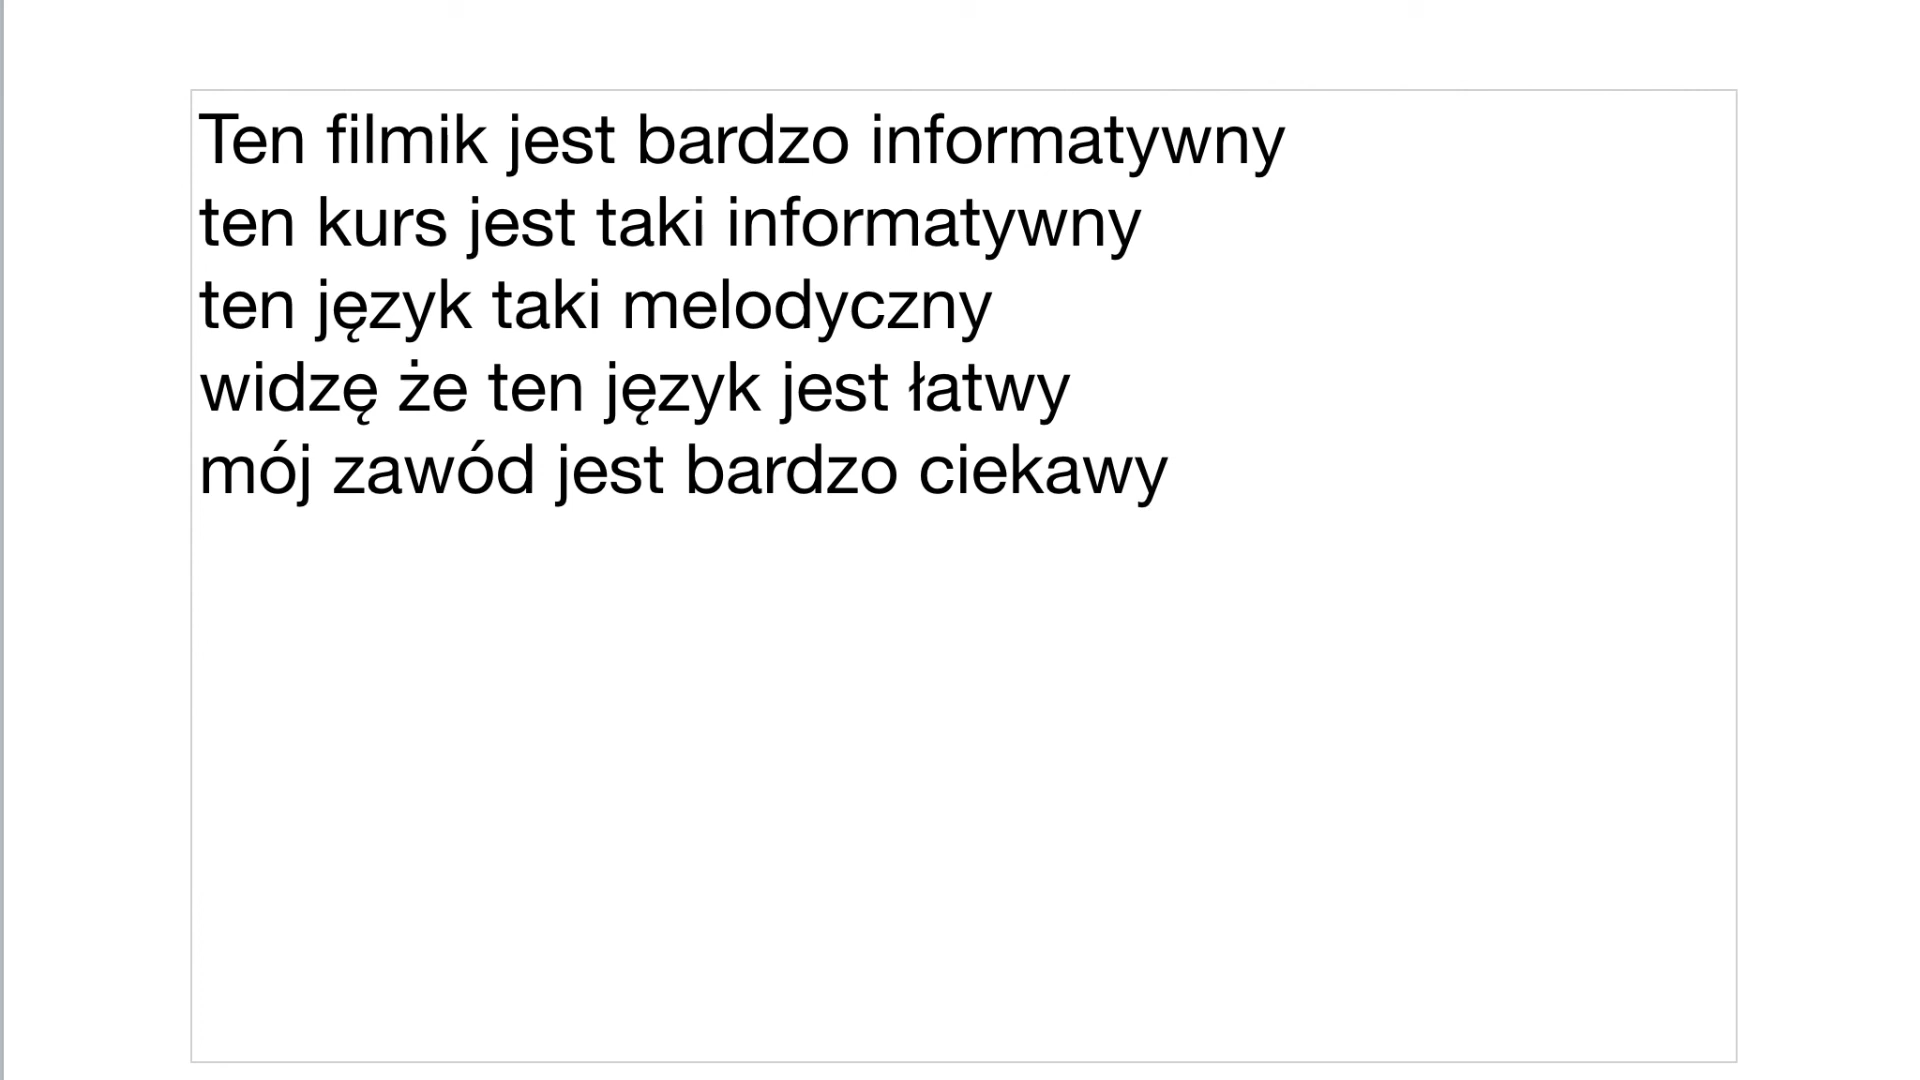 Ten filmik jest bardzo informatywny
ten kurs jest taki informatywny
ten język taki melodyczny
widzę że ten język jest łatwy
mój zawód jest bardzo ciekawy